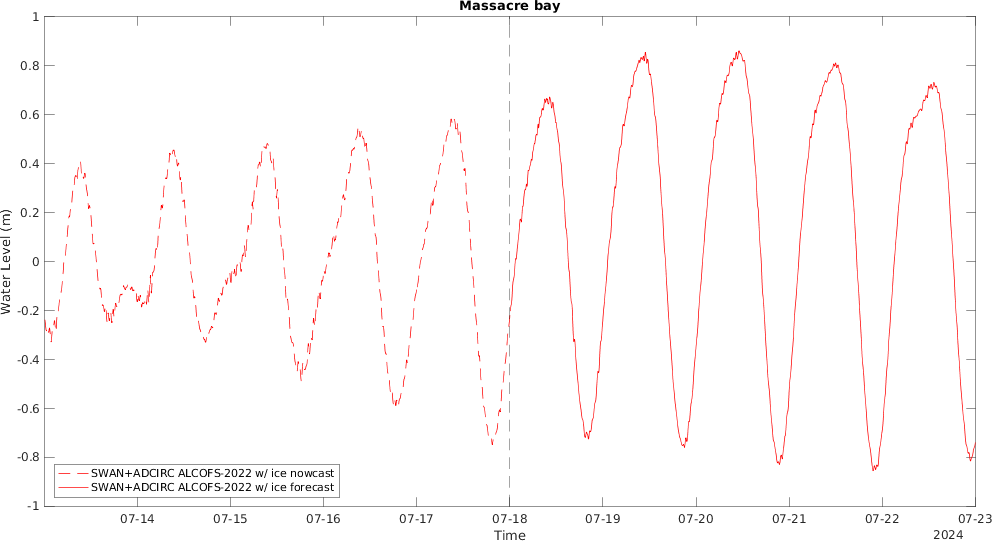 Massacre bay
1
0.8
0.6
0.4
0.2
0
-0.2
-0.4
-0.6
-0.8
-1
Water Level (m)
SWAN+ADCIRC ALCOFS-2022 w/ ice nowcast
SWAN+ADCIRC ALCOFS-2022 w/ ice forecast
07-14 07-15 07-16 07-17 07-18 07-19 07-20 07-21 07-22 07-23
Time
2024